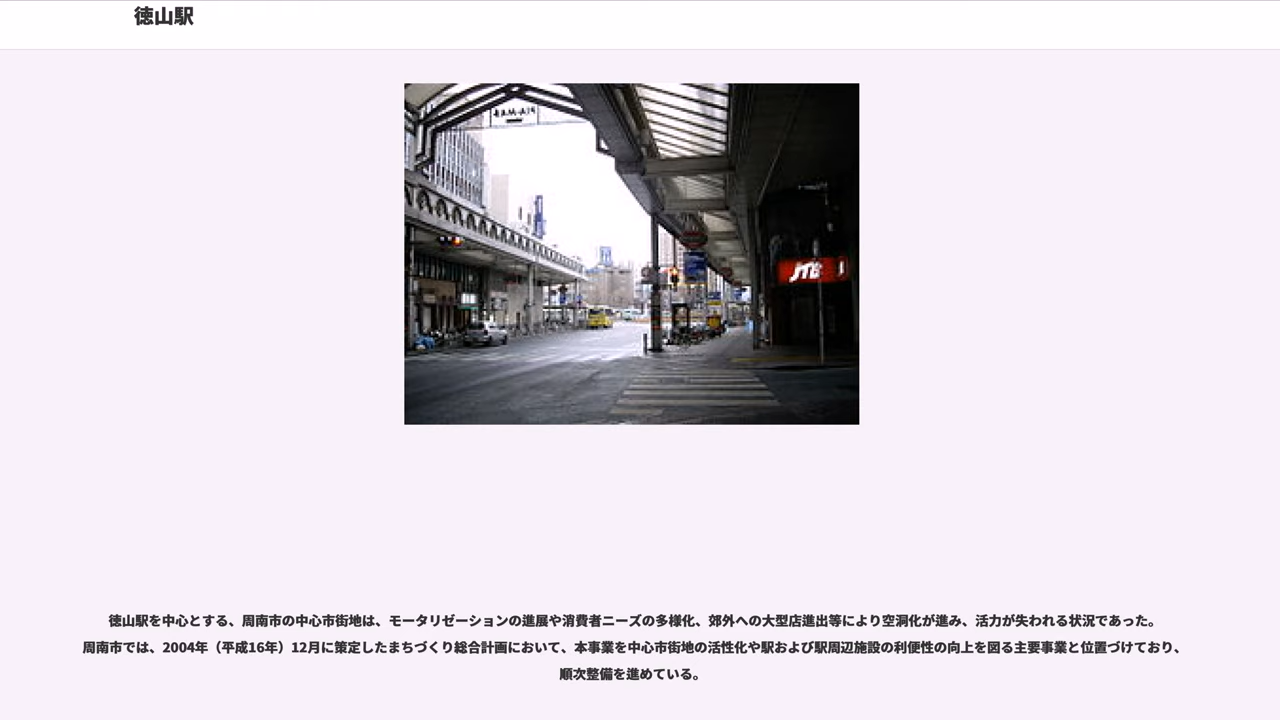 徳山駅
JTB
徳山駅を中心とする、周南市の中心市街地は、モータリゼーションの進展や消費者ニーズの多様化、郊外への大型店進出等により空洞化が進み、活力が失われる状況であった。
周南市では、2004年（平成16年）12月に策定したまちづくり総合計画において、本事業を中心市街地の活性化や駅および駅周辺施設の利便性の向上を図る主要事業と位置づけており、
順次整備を進めている。